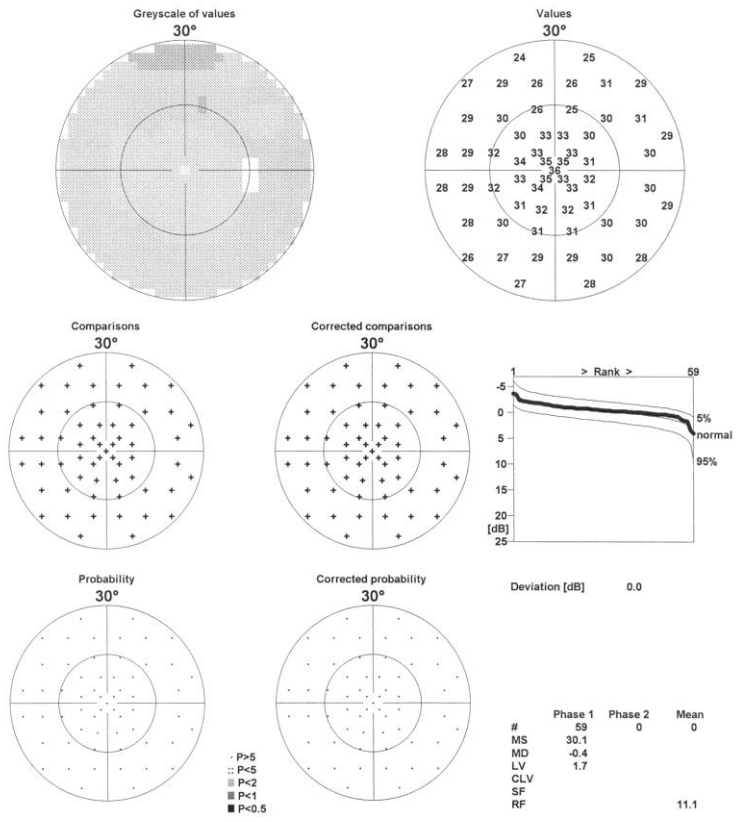 Greyscale of values
30°
Values
30°
24 25
27 29 26 26 31 29
26 25
29 30 30 31
30 33 33 30 29
28 29 32 33 33 30
34 35 35 31
36
33 35 33 32
28 29 32 34 33 30
31 32 32 31 29
28 30 30 30
31 31
26 27 29 29 30 28
27 28
Comparisons
30°
Corrected comparisons
30°
1 > Rank > 59
-5
0
5
10
15
20
[dB]
25
5%
normal
95%
Probability
30°
Corrected probability
30°
Deviation [dB] 0.0
· P>5
:: P<5
P<2
P<1
P<0.5
Phase 1 Phase 2 Mean
# 59 0 0
MS 30.1
MD -0.4
LV 1.7
CLV
SF
RF 11.1